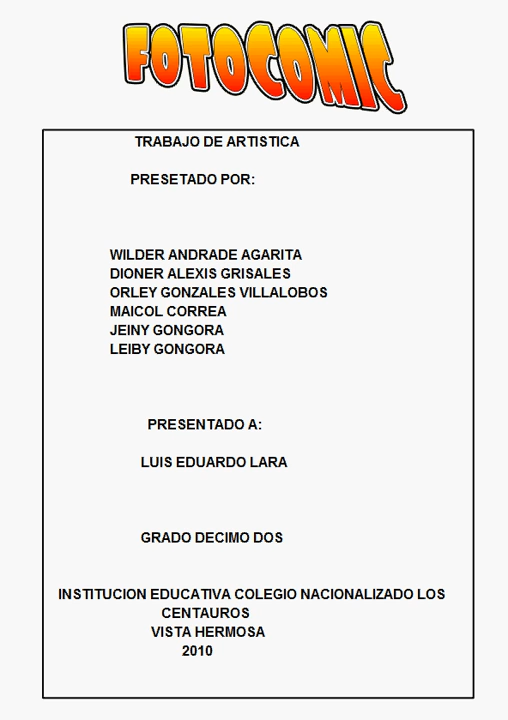 FOTOCOMIC
TRABAJO DE ARTISTICA
PRESETADO POR:
WILDER ANDRADE AGARITA
DIONER ALEXIS GRISALES
ORLEY GONZALES VILLALOBOS
MAICOL CORREA
JEINY GONGORA
LEIBY GONGORA
PRESENTADO A:
LUIS EDUARDO LARA
GRADO DECIMO DOS
INSTITUCION EDUCATIVA COLEGIO NACIONALIZADO LOS
CENTAUROS
VISTA HERMOSA
2010